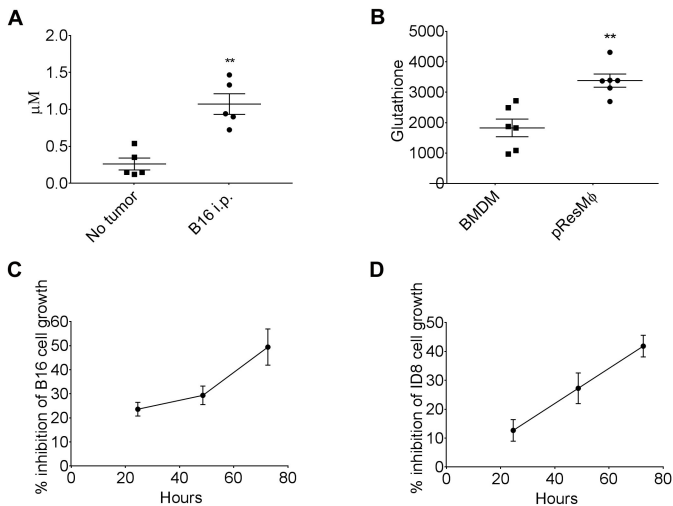 A
2.0
1.5
1.0
0.5
0.0
μM
**
No tumor
B16 i.p.
B
5000
4000
3000
2000
1000
0
Glutathione
**
BMDM
pResMϕ
C
% inhibition of B16 cell growth
60
50
40
30
20
10
0
0 20 40 60 80
Hours
D
% inhibition of ID8 cell growth
50
40
30
20
10
0
0 20 40 60 80
Hours